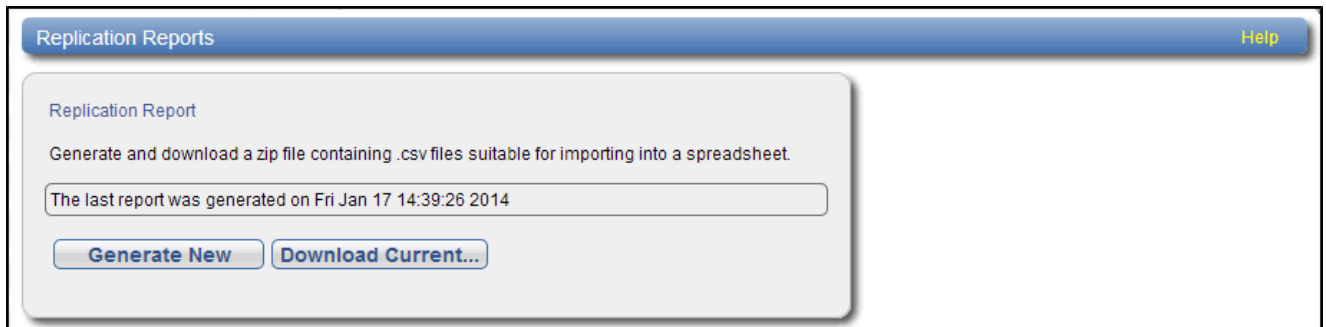 Replication Reports
Help
Replication Report
Generate and download a zip file containing .csv files suitable for importing into a spreadsheet.
The last report was generated on Fri Jan 17 14:39:26 2014
Generate New
Download Current...